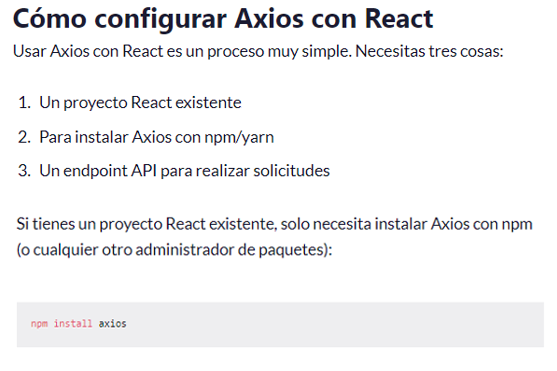 Cómo configurar Axios con React
Usar Axios con React es un proceso muy simple. Necesitas tres cosas:
1. Un proyecto React existente
2. Para instalar Axios con npm/yarn
3. Un endpoint API para realizar solicitudes
Si tienes un proyecto React existente, solo necesita instalar Axios con npm
(o cualquier otro administrador de paquetes):
npm install axios